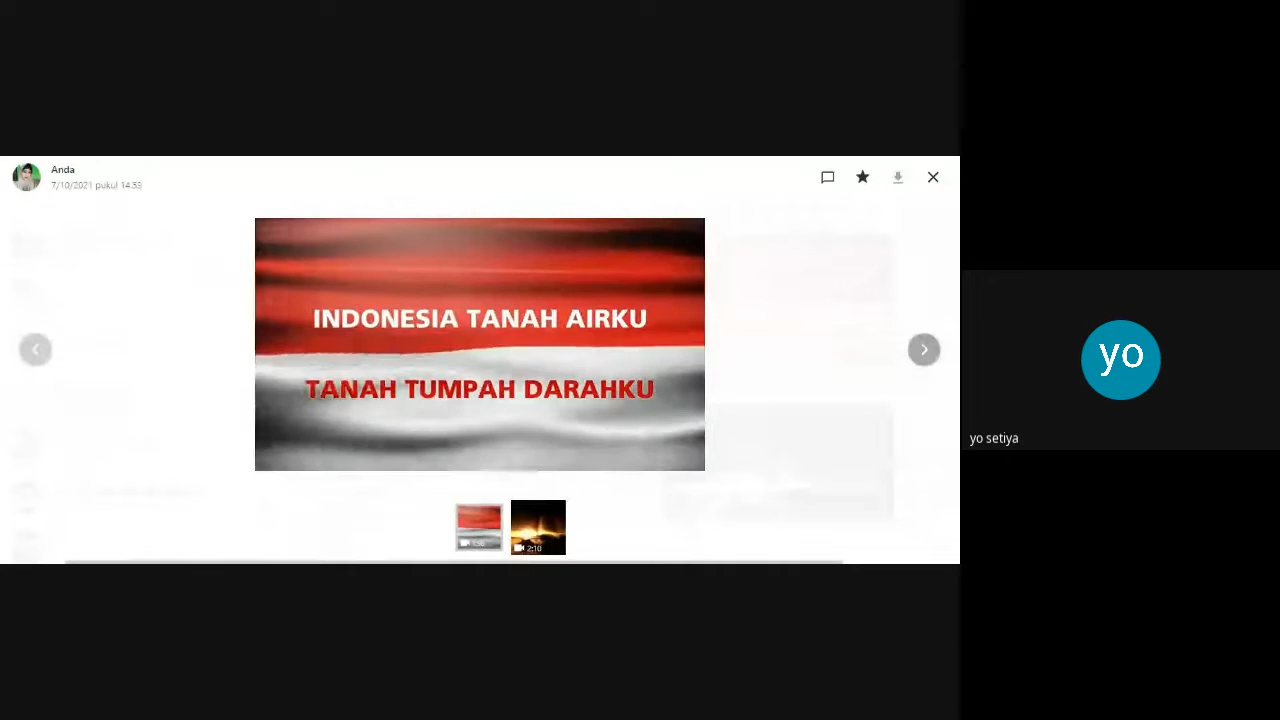 Anda
7/10/2021 pukul 14.33
INDONESIA TANAH AIRKU
TANAH TUMPAH DARAHKU
2:10
yo
yo setiya